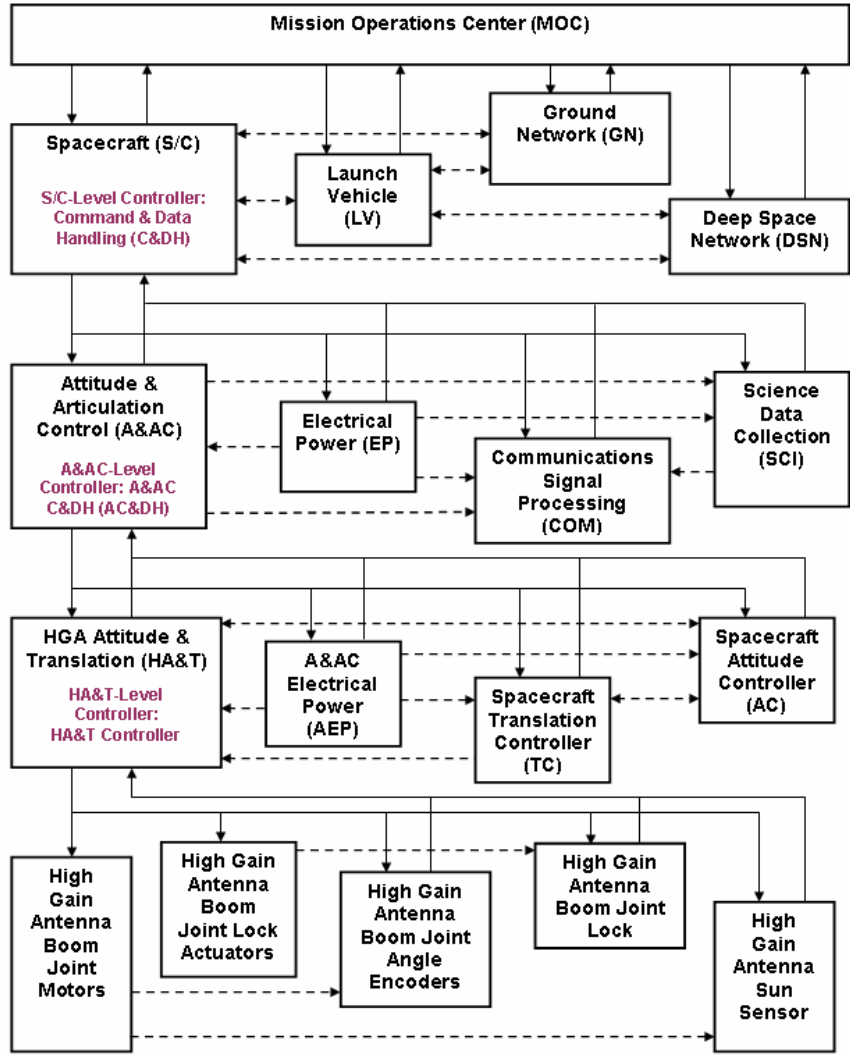 Mission Operations Center (MOC)
Spacecraft (S/C)
S/C-Level Controller:
Command & Data
Handling (C&DH)
Launch
Vehicle
(LV)
Ground
Network (GN)
Deep Space
Network (DSN)
Attitude &
Articulation
Control (A&AC)
A&AC-Level
Controller: A&AC
C&DH (AC&DH)
Electrical
Power (EP)
Communications
Signal
Processing
(COM)
Science
Data
Collection
(SCI)
HGA Attitude &
Translation (HA&T)
HA&T-Level
Controller:
HA&T Controller
A&AC
Electrical
Power
(AEP)
Spacecraft
Translation
Controller
(TC)
Spacecraft
Attitude
Controller
(AC)
High
Gain
Antenna
Boom
Joint
Motors
High Gain
Antenna
Boom
Joint Lock
Actuators
High Gain
Antenna
Boom Joint
Angle
Encoders
High Gain
Antenna
Boom Joint
Lock
High
Gain
Antenna
Sun
Sensor